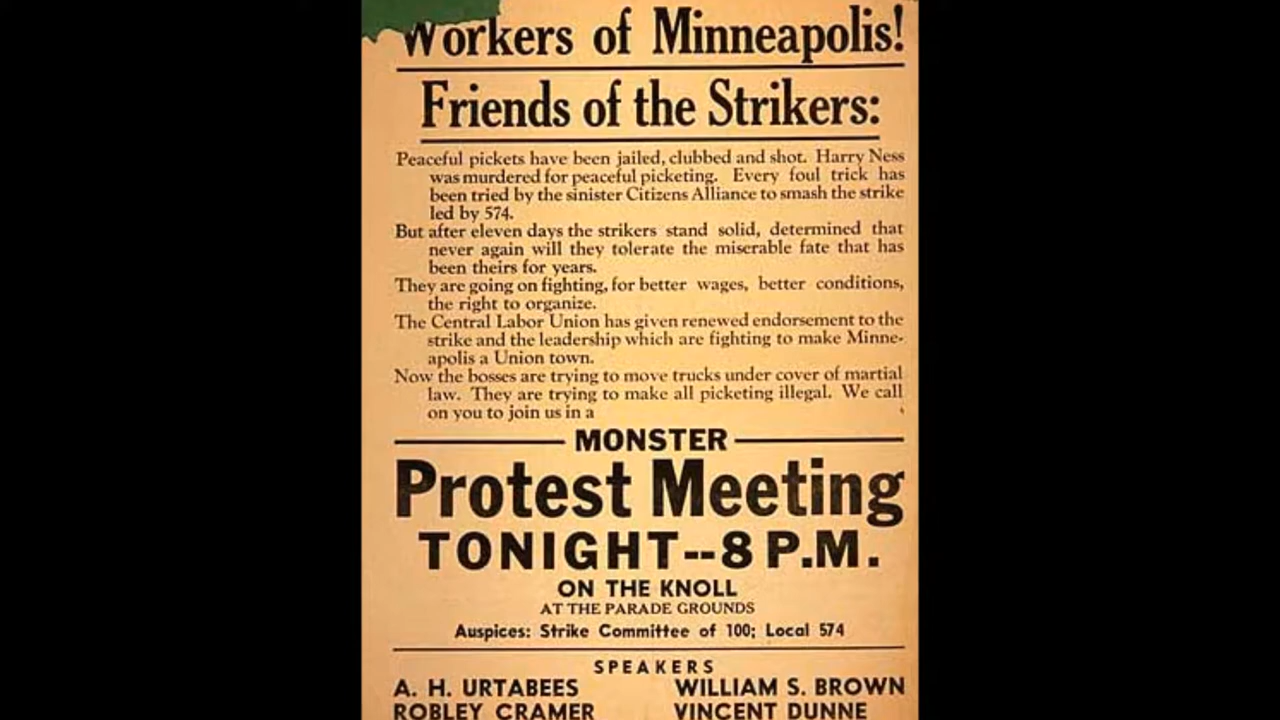 Workers of Minneapolis!
Friends of the Strikers:
Peaceful pickets have been jailed, clubbed and shot. Harry Ness
was murdered for peaceful picketing. Every foul trick has
been tried by the sinister Citizens Alliance to smash the strike
led by 574.
But after eleven days the strikers stand solid, determined that
never again will they tolerate the miserable fate that has
been theirs for years.
They are going on fighting, for better wages, better conditions,
the right to organize.
The Central Labor Union has given renewed endorsement to the
strike and the leadership which are fighting to make Minne-
apolis a Union town.
Now the bosses are trying to move trucks under cover of martial
law. They are trying to make all picketing illegal. We call
on you to join us in a
MONSTER
Protest Meeting
TONIGHT--8 P.M.
ON THE KNOLL
AT THE PARADE GROUNDS
Auspices: Strike Committee of 100; Local 574
SPEAKERS
A. H. URTABEES WILLIAM S. BROWN
ROBLEY CRAMER VINCENT DUNNE